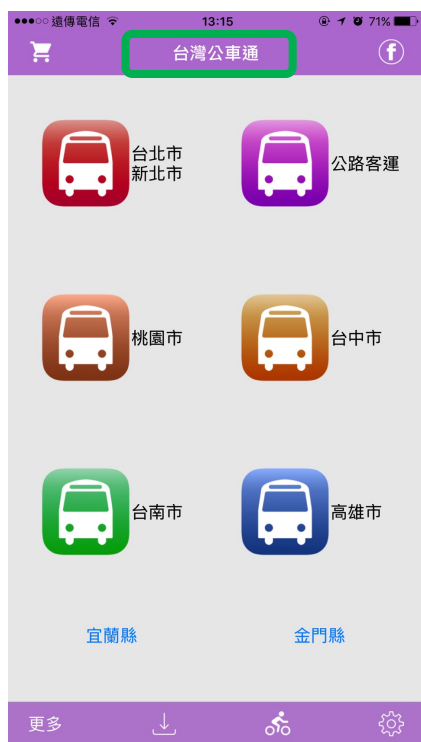 遠傳電信
13:15
71%
台灣公車通
f
台北市
新北市
公路客運
桃園市
台中市
台南市
高雄市
宜蘭縣
金門縣
更多